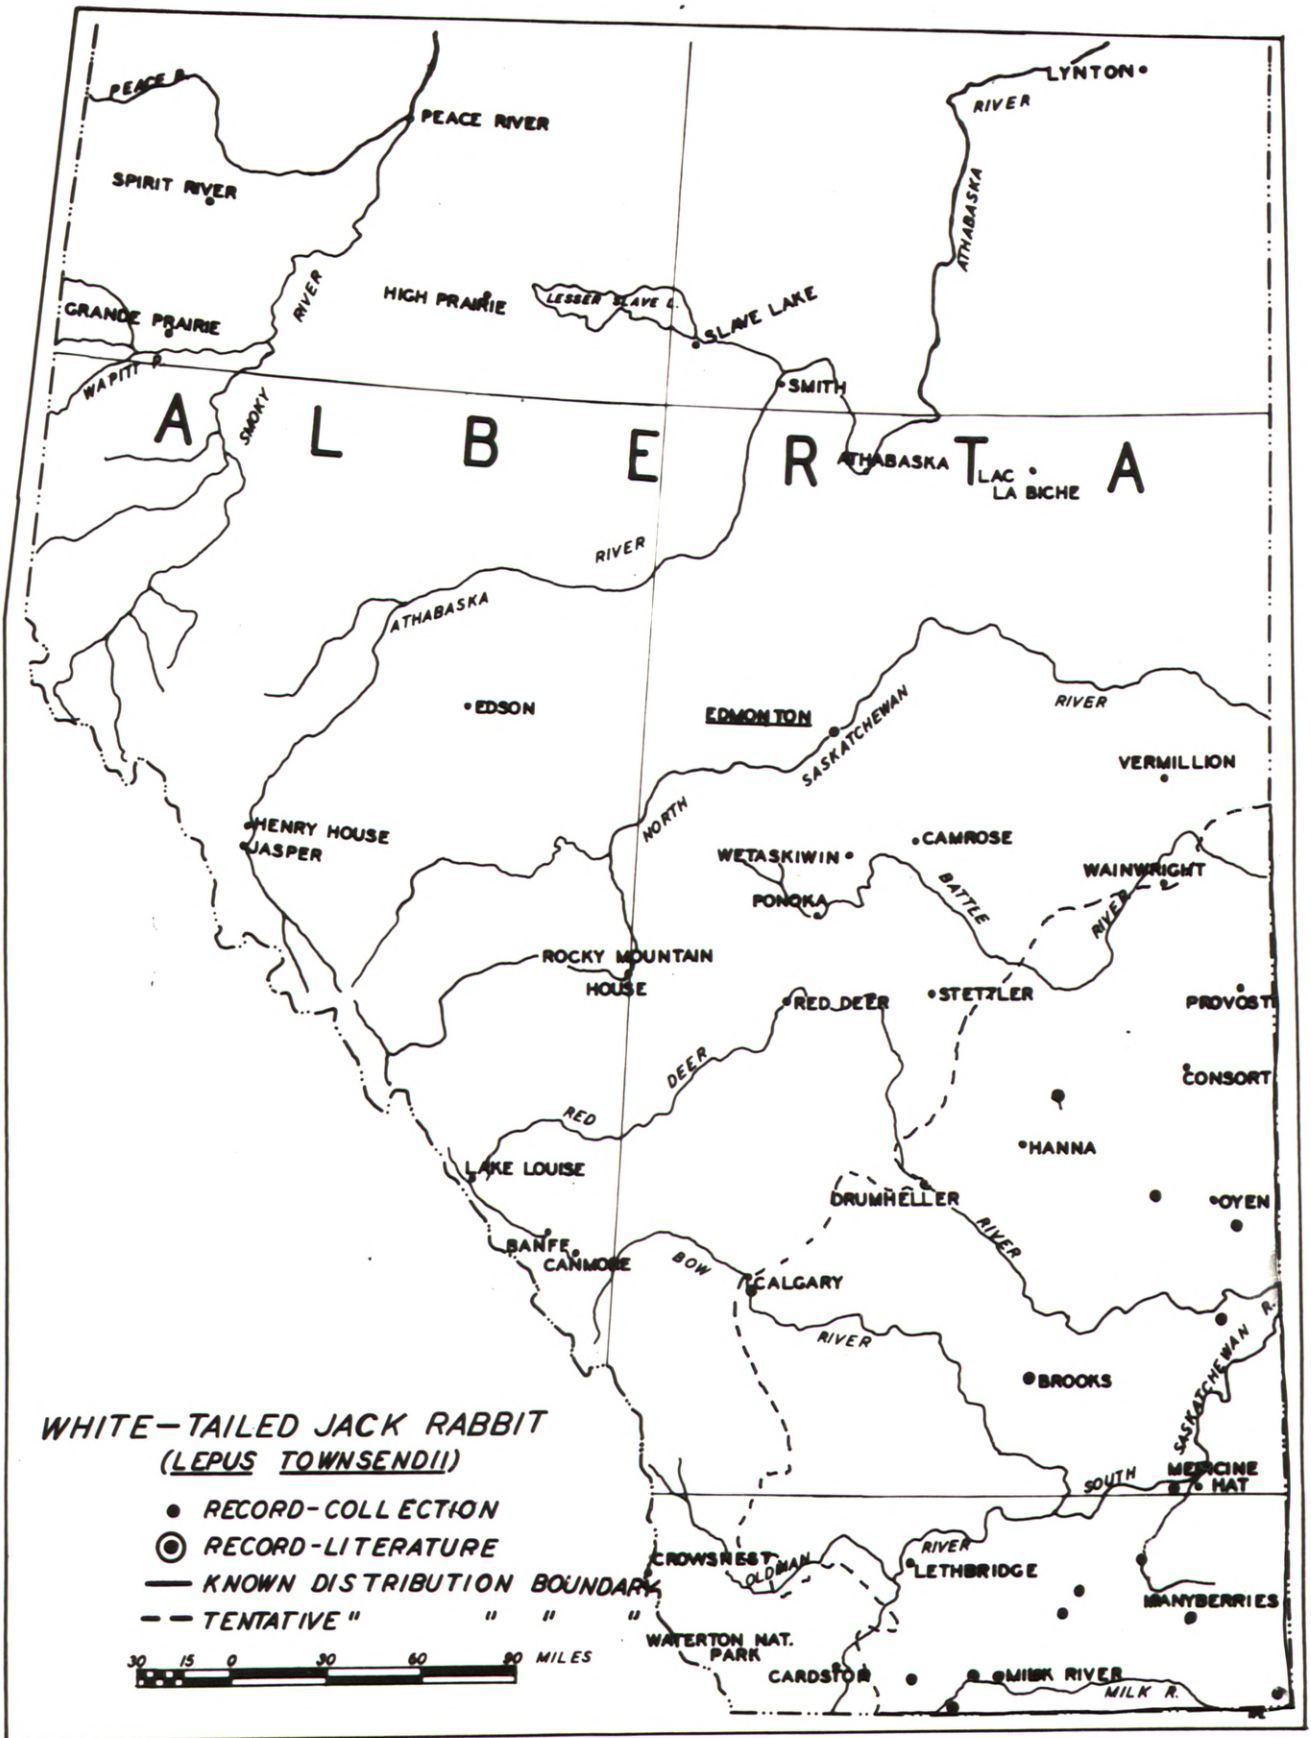 LYNTON
PEACE R.
RIVER
PEACE RIVER
SPIRIT RIVER
ATHABASKA
RIVER
HIGH PRAIRIE
LESSER SLAVE L.
SLAVE LAKE
GRANDE PRAIRIE
WAPITI R.
SMITH
SMOKY
ALBERTA
ATHABASKA
LAC
LA BICHE
RIVER
ATHABASKA
EDSON
EDMONTON
SASKATCHEWAN
RIVER
VERMILLION
NORTH
HENRY HOUSE
JASPER
CAMROSE
WETASKIWIN
WAINWRIGHT
PONOKA
BATTLE
RIVER
ROCKY MOUNTAIN
HOUSE
RED DEER
STETZLER
PROVOST
DEER
CONSORT
RED
HANNA
LAKE LOUISE
DRUMHELLER
OYEN
RIVER
BANFF
CANMORE
BOW
CALGARY
RIVER
R.
SASKATCHEWAN
BROOKS
WHITE-TAILED JACK RABBIT
(LEPUS TOWNSENDII)
MEDICINE
HAT
SOUTH
RECORD-COLLECTION
RECORD-LITERATURE
RIVER
CROWSNEST
OLDMAN
LETHBRIDGE
KNOWN DISTRIBUTION BOUNDARY
MANYBERRIES
TENTATIVE " " " "
WATERTON NAT.
PARK
30 15 0 30 60 90 MILES
CARDSTON
MILK RIVER
MILK R.